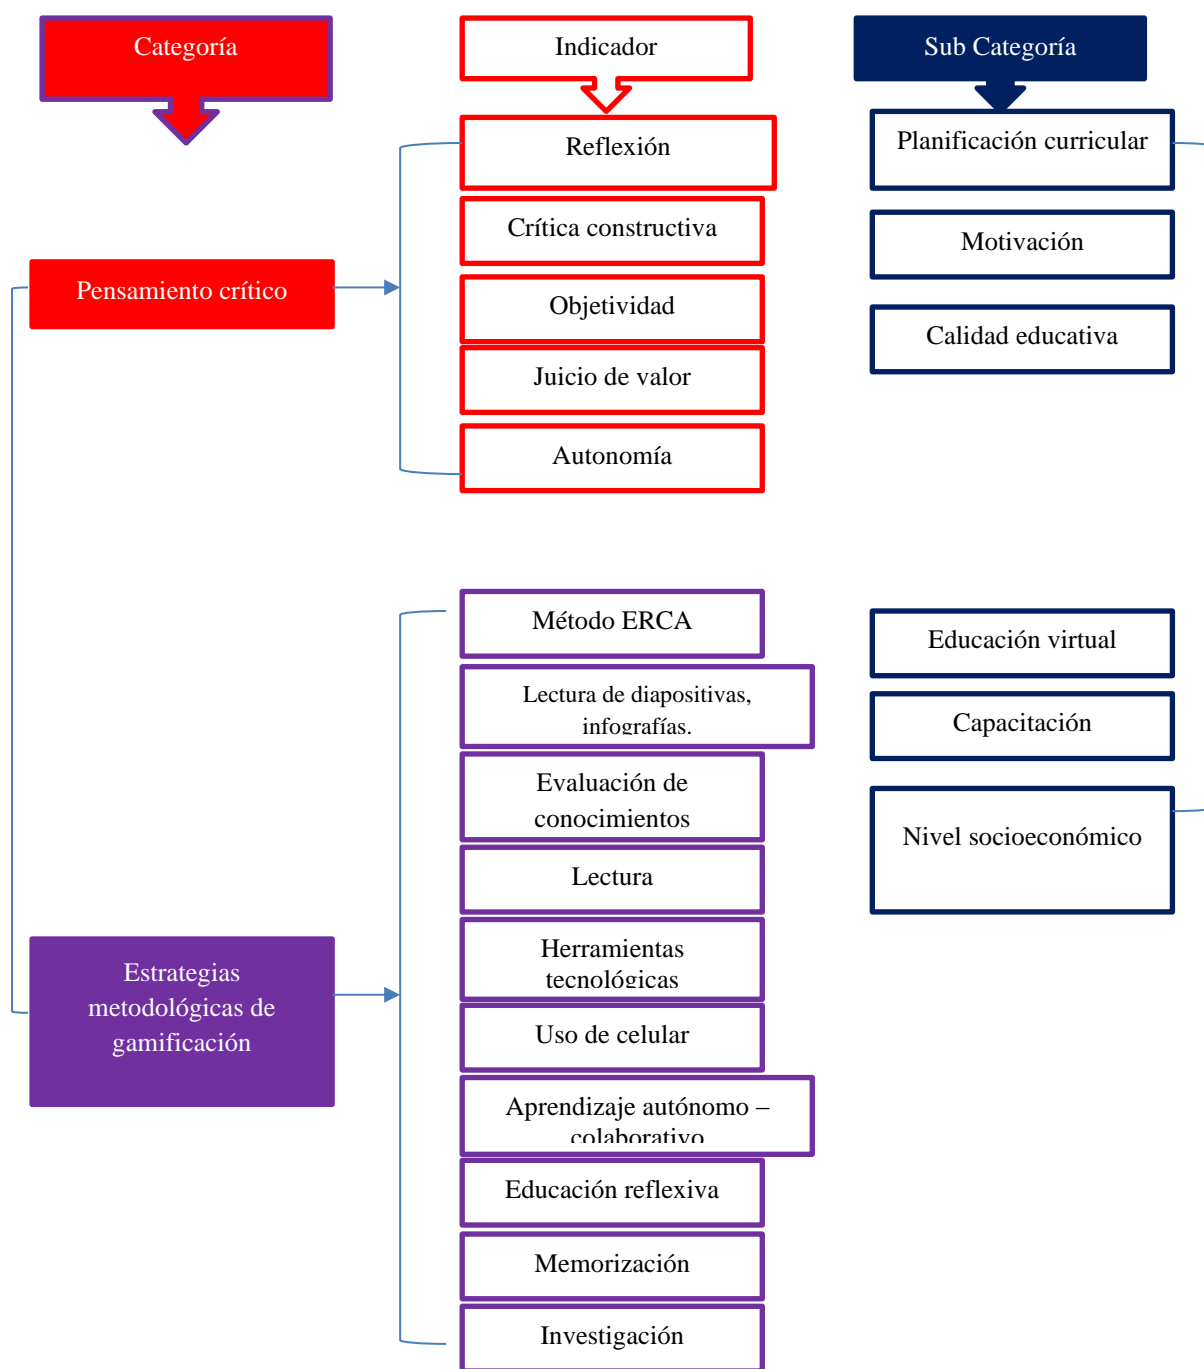 Categoría
Indicador
Sub Categoría
Reflexión
Crítica constructiva
Objetividad
Juicio de valor
Autonomía
Planificación curricular
Motivación
Calidad educativa
Pensamiento crítico
Método ERCA
Lectura de diapositivas,
infografías.
Evaluación de
conocimientos
Lectura
Herramientas
tecnológicas
Uso de celular
Aprendizaje autónomo –
colaborativo
Educación reflexiva
Memorización
Investigación
Educación virtual
Capacitación
Nivel socioeconómico
Estrategias
metodológicas de
gamificación